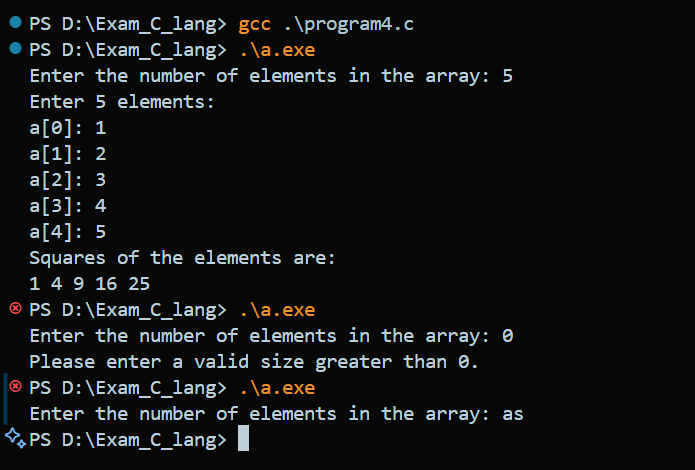 PS D:\Exam_C_lang> gcc .\program4.c
PS D:\Exam_C_lang> .\a.exe
Enter the number of elements in the array: 5
Enter 5 elements:
a[0]: 1
a[1]: 2
a[2]: 3
a[3]: 4
a[4]: 5
Squares of the elements are:
1 4 9 16 25
PS D:\Exam_C_lang> .\a.exe
Enter the number of elements in the array: 0
Please enter a valid size greater than 0.
PS D:\Exam_C_lang> .\a.exe
Enter the number of elements in the array: as
PS D:\Exam_C_lang>